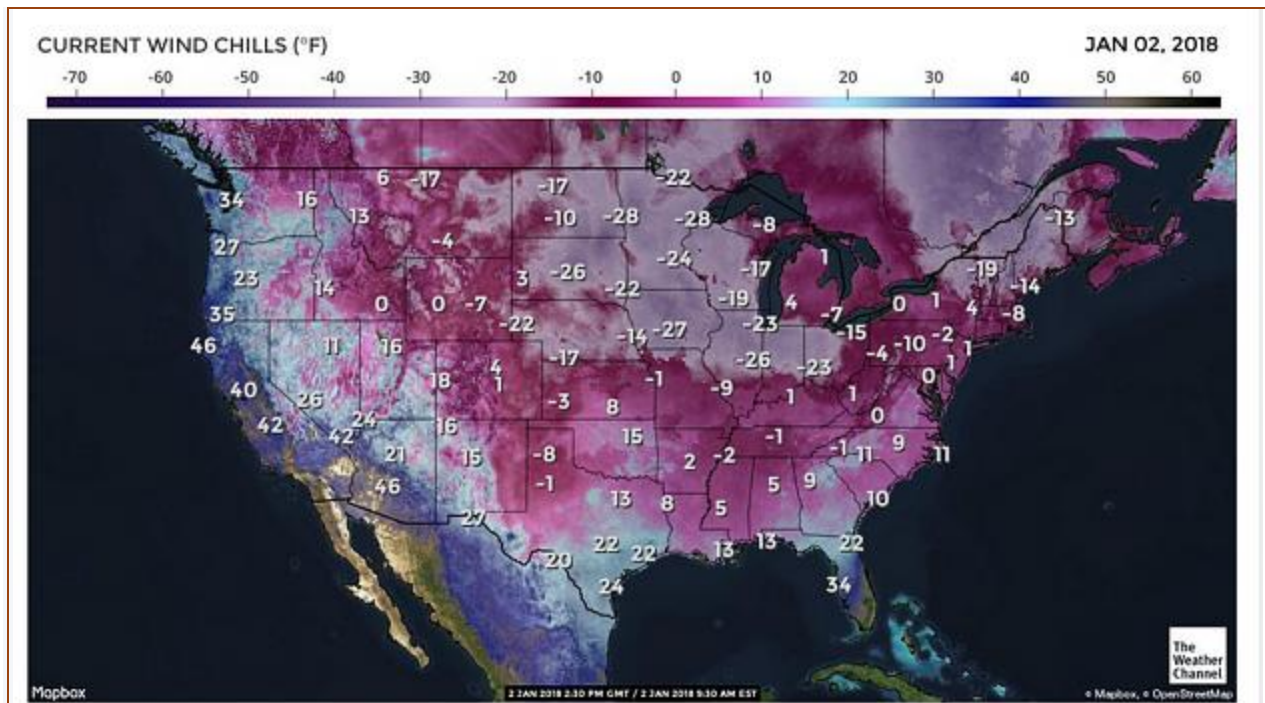 CURRENT WIND CHILLS (°F)
JAN 02, 2018
-70 -60 -50 -40 -30 -20 -10 0 10 20 30 40 50 60
6 -17 -17 -22
34 16 13 -10 -28 -28 -8 -13
27 -4 -24 1
23 14 3 -26 -22 -17 -19 -14
35 0 0 -7 -19 4 -7 0 1 4 -8
46 11 16 -22 -14 -27 -23 -15 -10 -2 1
-17 -26 -23 -4 1
40 26 18 4 1 -1 -9 0
-3 8 1 1
42 42 24 16 15 -1 0
21 15 -8 2 -2 -1 11 9 11
46 -1 13 8 5 5 9 10
27 20 22 22 13 13 22
24 34
The
Weather
Channel
Mapbox
2 JAN 2018 2:30 PM GMT / 2 JAN 2018 9:30 AM EST
© Mapbox, © OpenStreetMap